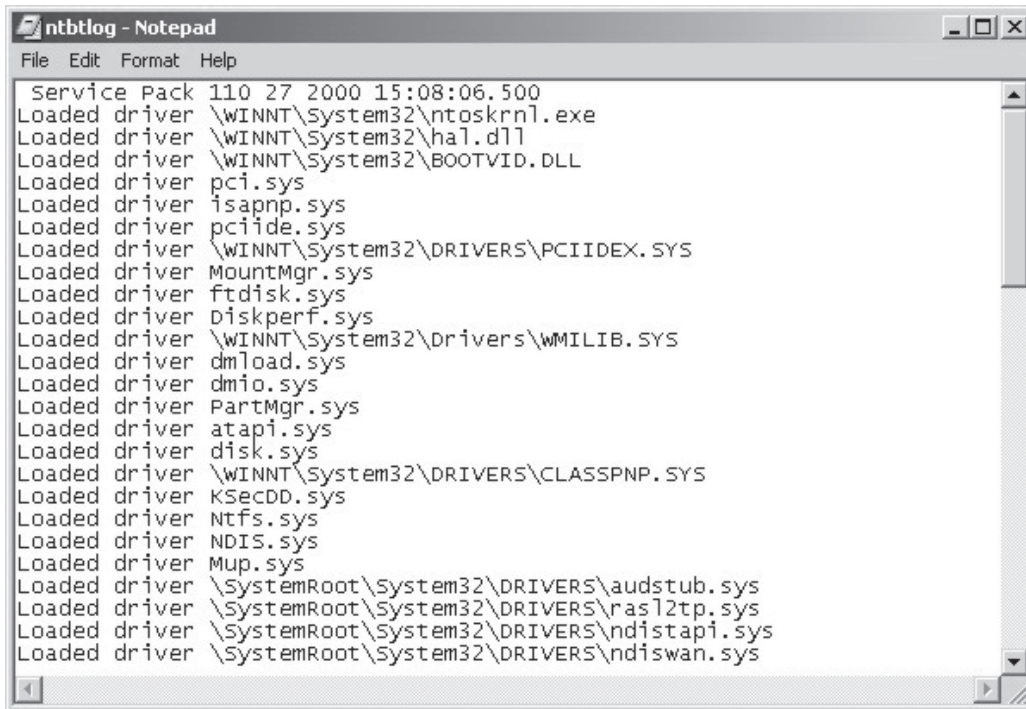 ntbtlog - Notepad
File Edit Format Help
Service Pack 110 27 2000 15:08:06.500
Loaded driver \WINNT\System32\ntoskrnl.exe
Loaded driver \WINNT\System32\hal.dll
Loaded driver \WINNT\System32\BOOTVID.DLL
Loaded driver pci.sys
Loaded driver isapnp.sys
Loaded driver pciide.sys
Loaded driver \WINNT\System32\DRIVERS\PCIIDEX.SYS
Loaded driver MountMgr.sys
Loaded driver ftdisk.sys
Loaded driver Diskperf.sys
Loaded driver \WINNT\System32\Drivers\WMILIB.SYS
Loaded driver dmload.sys
Loaded driver dmio.sys
Loaded driver PartMgr.sys
Loaded driver atapi.sys
Loaded driver disk.sys
Loaded driver \WINNT\System32\DRIVERS\CLASSPNP.SYS
Loaded driver KSecDD.sys
Loaded driver Ntfs.sys
Loaded driver NDIS.sys
Loaded driver Mup.sys
Loaded driver \SystemRoot\System32\DRIVERS\audstub.sys
Loaded driver \SystemRoot\System32\DRIVERS\rasl2tp.sys
Loaded driver \SystemRoot\System32\DRIVERS\ndistapi.sys
Loaded driver \SystemRoot\System32\DRIVERS\ndiswan.sys